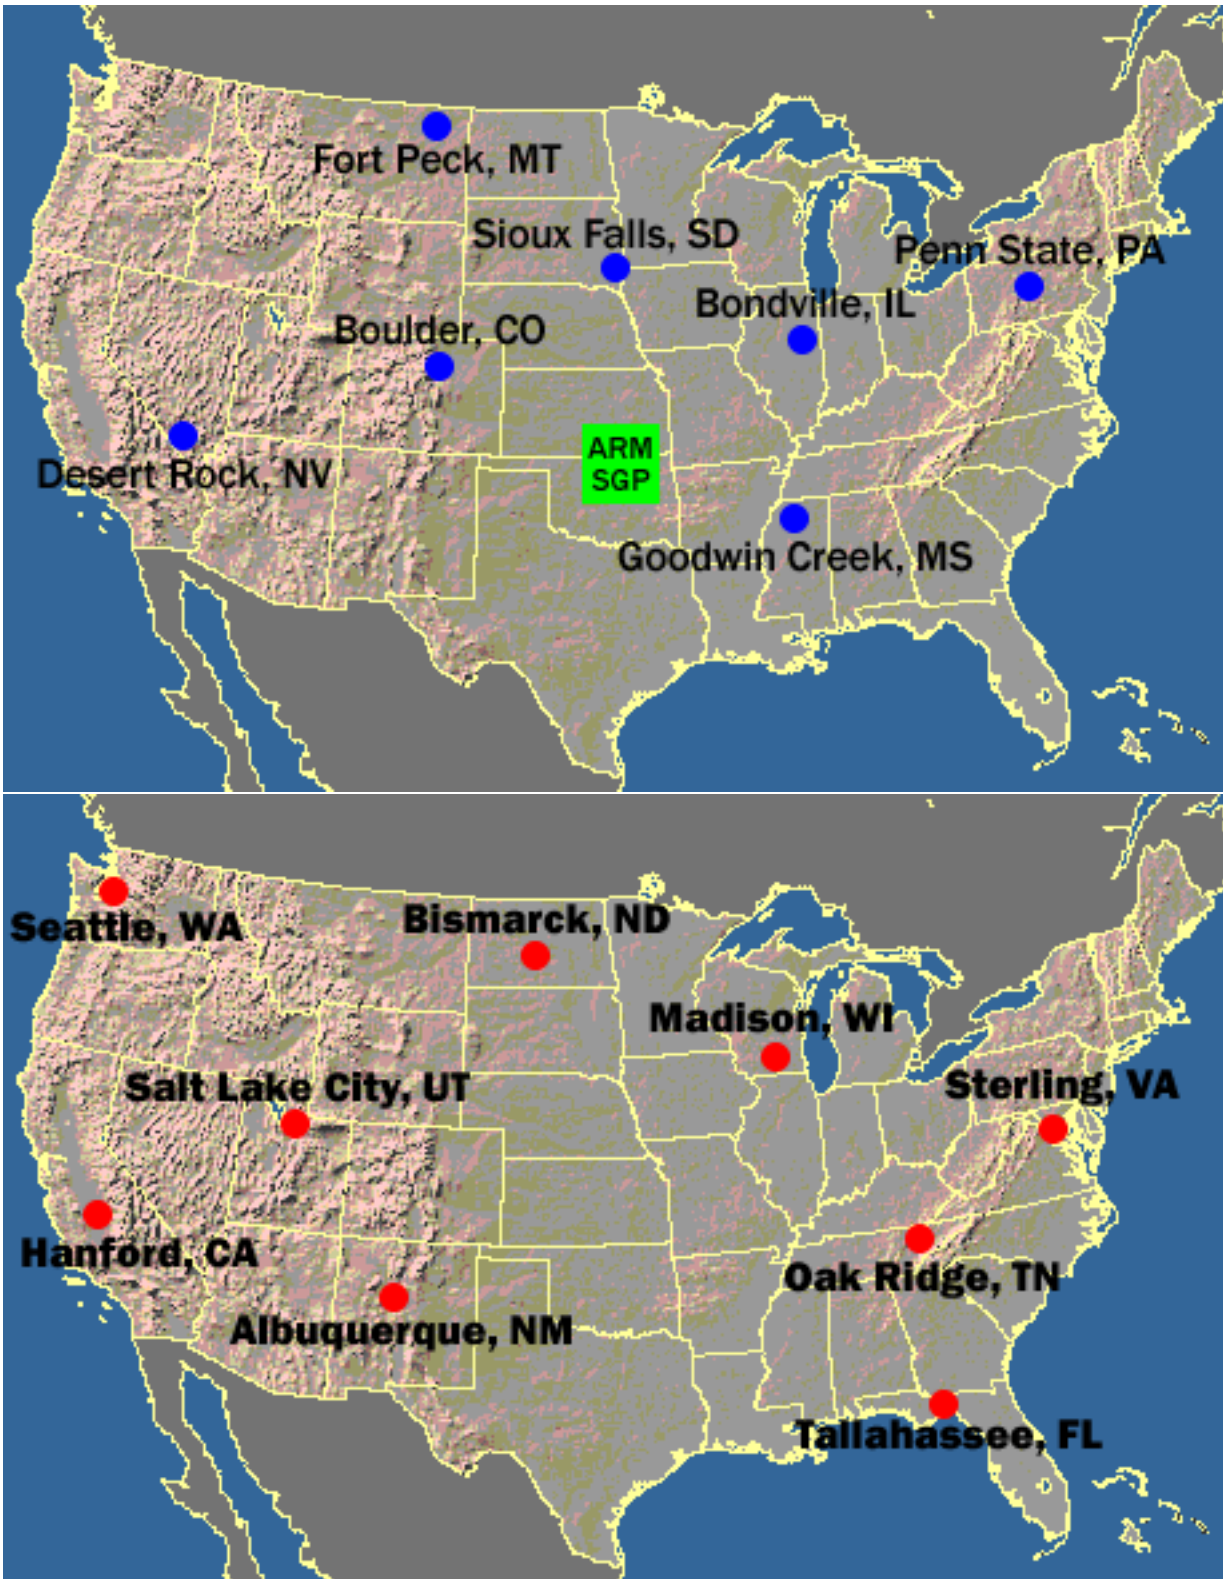 Fort Peck, MT
Sioux Falls, SD
Penn State, PA
Bondville, IL
Boulder, CO
ARM
SGP
Desert Rock, NV
Goodwin Creek, MS
Seattle, WA
Bismarck, ND
Madison, WI
Salt Lake City, UT
Sterling, VA
Hanford, CA
Oak Ridge, TN
Albuquerque, NM
Tallahassee, FL